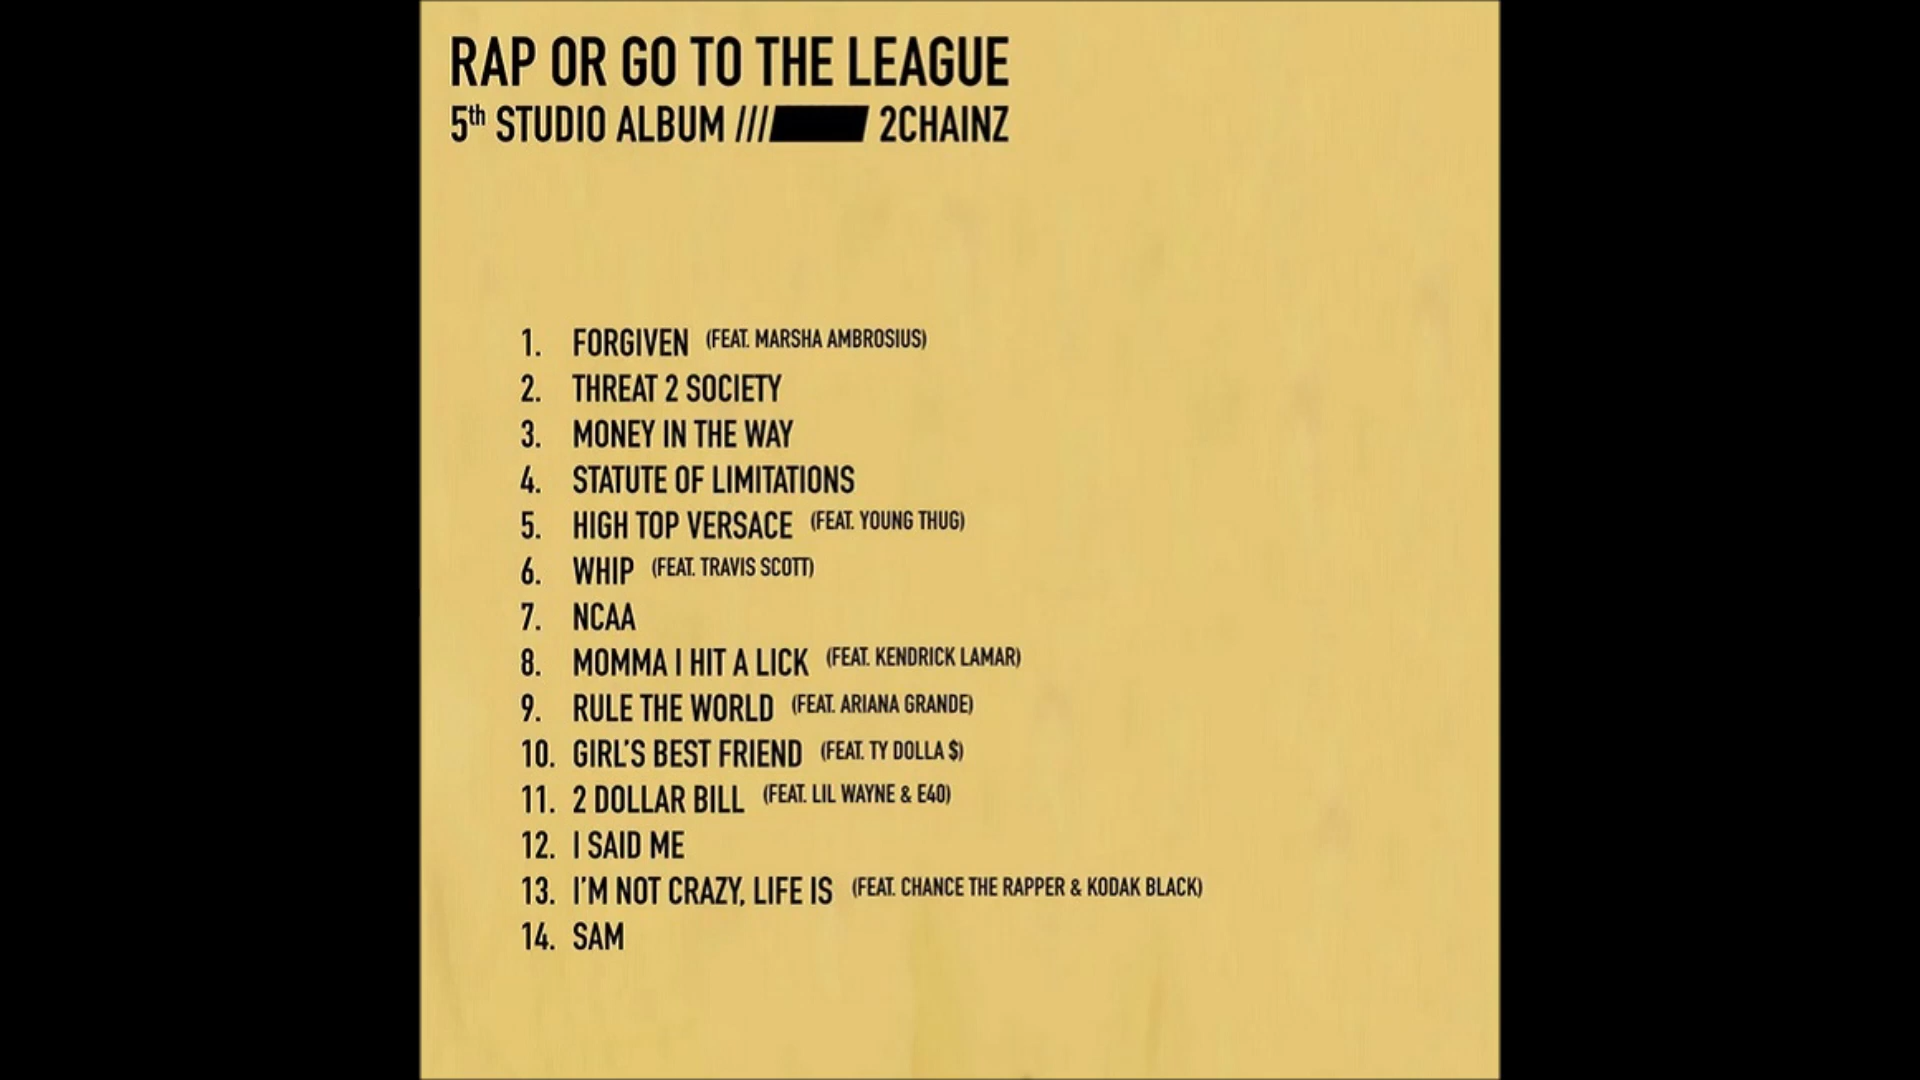 RAP OR GO TO THE LEAGUE
5th STUDIO ALBUM /// 2CHAINZ
1. FORGIVEN (FEAT. MARSHA AMBROSIUS)
2. THREAT 2 SOCIETY
3. MONEY IN THE WAY
4. STATUTE OF LIMITATIONS
5. HIGH TOP VERSACE (FEAT. YOUNG THUG)
6. WHIP (FEAT. TRAVIS SCOTT)
7. NCAA
8. MOMMA I HIT A LICK (FEAT. KENDRICK LAMAR)
9. RULE THE WORLD (FEAT. ARIANA GRANDE)
10. GIRL'S BEST FRIEND (FEAT. TY DOLLA $)
11. 2 DOLLAR BILL (FEAT. LIL WAYNE & E40)
12. I SAID ME
13. I'M NOT CRAZY, LIFE IS (FEAT. CHANCE THE RAPPER & KODAK BLACK)
14. SAM